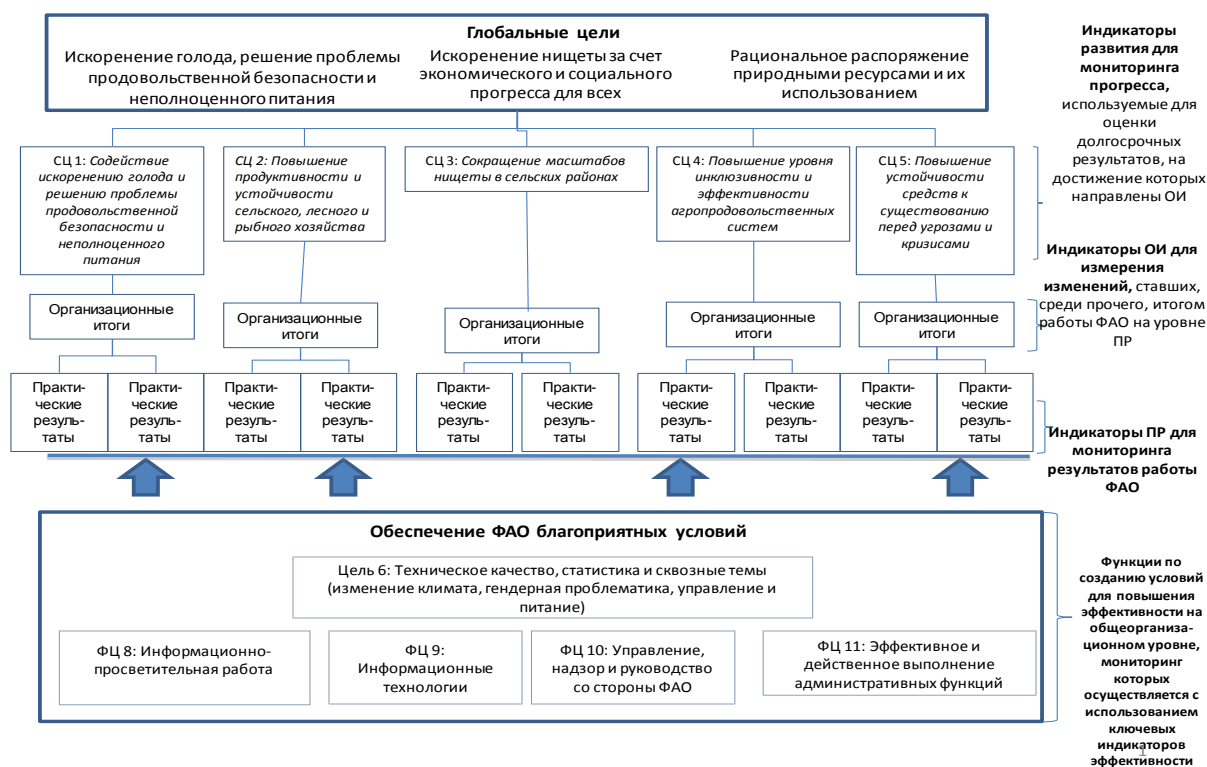 Глобальные цели
Искоренение голода, решение проблемы
продовольственной безопасности и
неполноценного питания
Искоренение нищеты за счет
экономического и социального
прогресса для всех
Рациональное распоряжение
природными ресурсами и их
использованием
Индикаторы
развития для
мониторинга
прогресса,
используемые для
оценки
долгосрочных
результатов, на
достижение которых
направлены ОИ
СЦ 1: Содействие
искоренению голода и
решению проблемы
продовольственной
безопасности и
неполноценного
питания
СЦ 2: Повышение
продуктивности и
устойчивости
сельского, лесного и
рыбного хозяйства
СЦ 3: Сокращение масштабов
нищеты в сельских районах
СЦ 4: Повышение уровня
инклюзивности и
эффективности
агропродовольственных
систем
СЦ 5: Повышение
устойчивости
средств к
существованию
перед угрозами и
кризисами
Индикаторы ОИ для
измерения
изменений, ставших,
среди прочего, итогом
работы ФАО на уровне
ПР
Организационные
итоги
Организационные
итоги
Организационные
итоги
Организационные
итоги
Организационные
итоги
Практи-
ческие
резуль-
таты
Практи-
ческие
резуль-
таты
Практи-
ческие
резуль-
таты
Практи-
ческие
резуль-
таты
Практи-
ческие
резуль-
таты
Практи-
ческие
резуль-
таты
Практи-
ческие
резуль-
таты
Практи-
ческие
резуль-
таты
Практи-
ческие
резуль-
таты
Практи-
ческие
резуль-
таты
Индикаторы ПР для
мониторинга
результатов работы
ФАО
Обеспечение ФАО благоприятных условий
Цель 6: Техническое качество, статистика и сквозные темы
(изменение климата, гендерная проблематика, управление и
питание)
ФЦ 8: Информационно-
просветительная работа
ФЦ 9:
Информационные
технологии
ФЦ 10: Управление,
надзор и руководство
со стороны ФАО
ФЦ 11: Эффективное и
действенное выполнение
административных функций
Функции по
созданию условий
для повышения
эффективности на
общеорганиза-
ционном уровне,
мониторинг
которых
осуществляется с
использованием
ключевых
индикаторов
эффективности
1